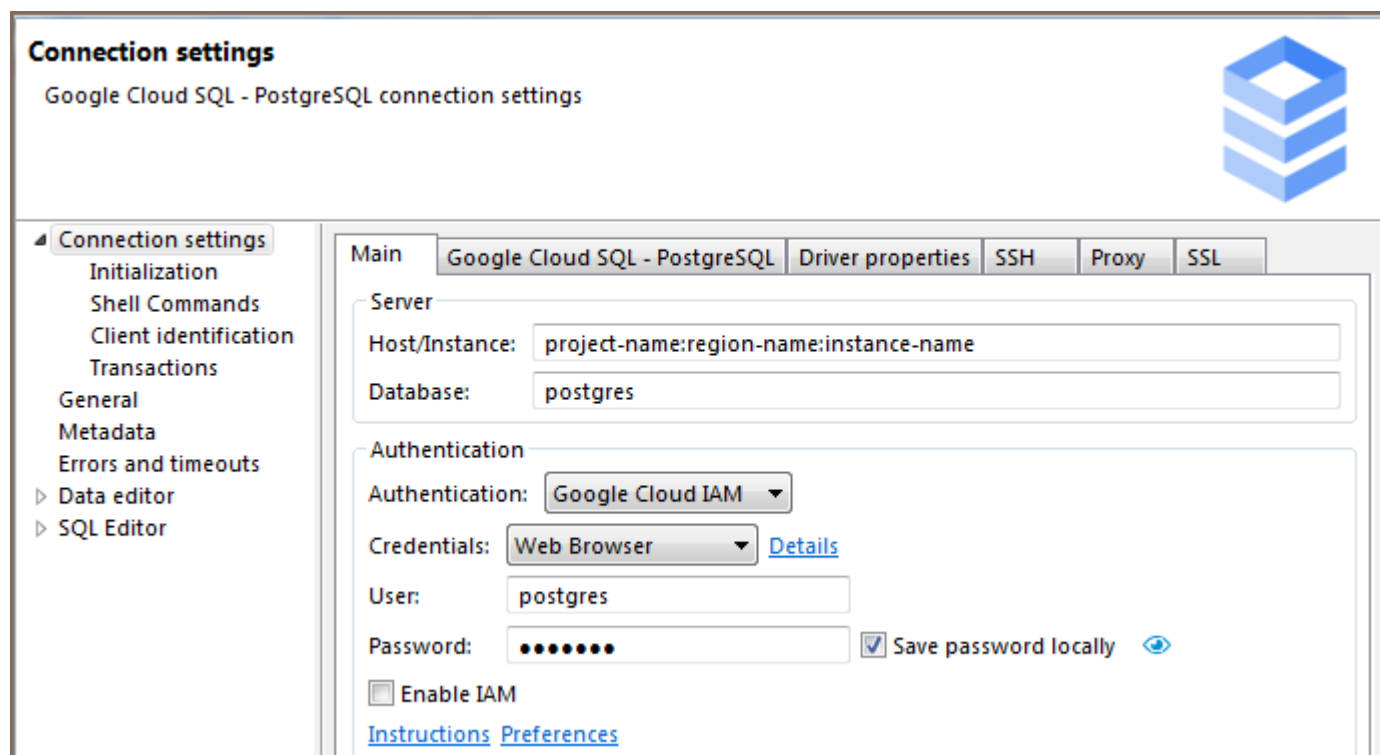 Connection settings
Google Cloud SQL - PostgreSQL connection settings
Connection settings
Initialization
Shell Commands
Client identification
Transactions
General
Metadata
Errors and timeouts
Data editor
SQL Editor
Main Google Cloud SQL - PostgreSQL Driver properties SSH Proxy SSL
Server
Host/Instance: project-name:region-name:instance-name
Database: postgres
Authentication
Authentication: Google Cloud IAM
Credentials: Web Browser Details
User: postgres
Password: ••••••• Save password locally
Enable IAM
Instructions Preferences